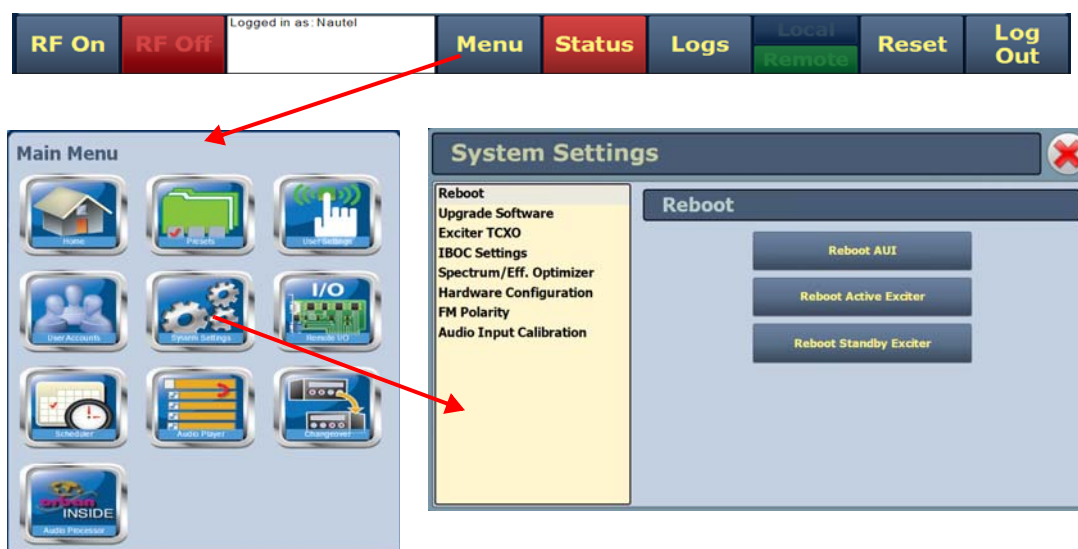 Logged in as: Nautel
RF On
RF Off
Menu
Status
Logs
Local
Remote
Reset
Log
Out
Main Menu
Home
Presets
User Settings
User Accounts
System Settings
I/O
Remote I/O
Scheduler
Audio Player
Changeover
orban
INSIDE
Audio Processor
System Settings
Reboot
Upgrade Software
Exciter TCXO
IBOC Settings
Spectrum/Eff. Optimizer
Hardware Configuration
FM Polarity
Audio Input Calibration
Reboot
Reboot AUI
Reboot Active Exciter
Reboot Standby Exciter